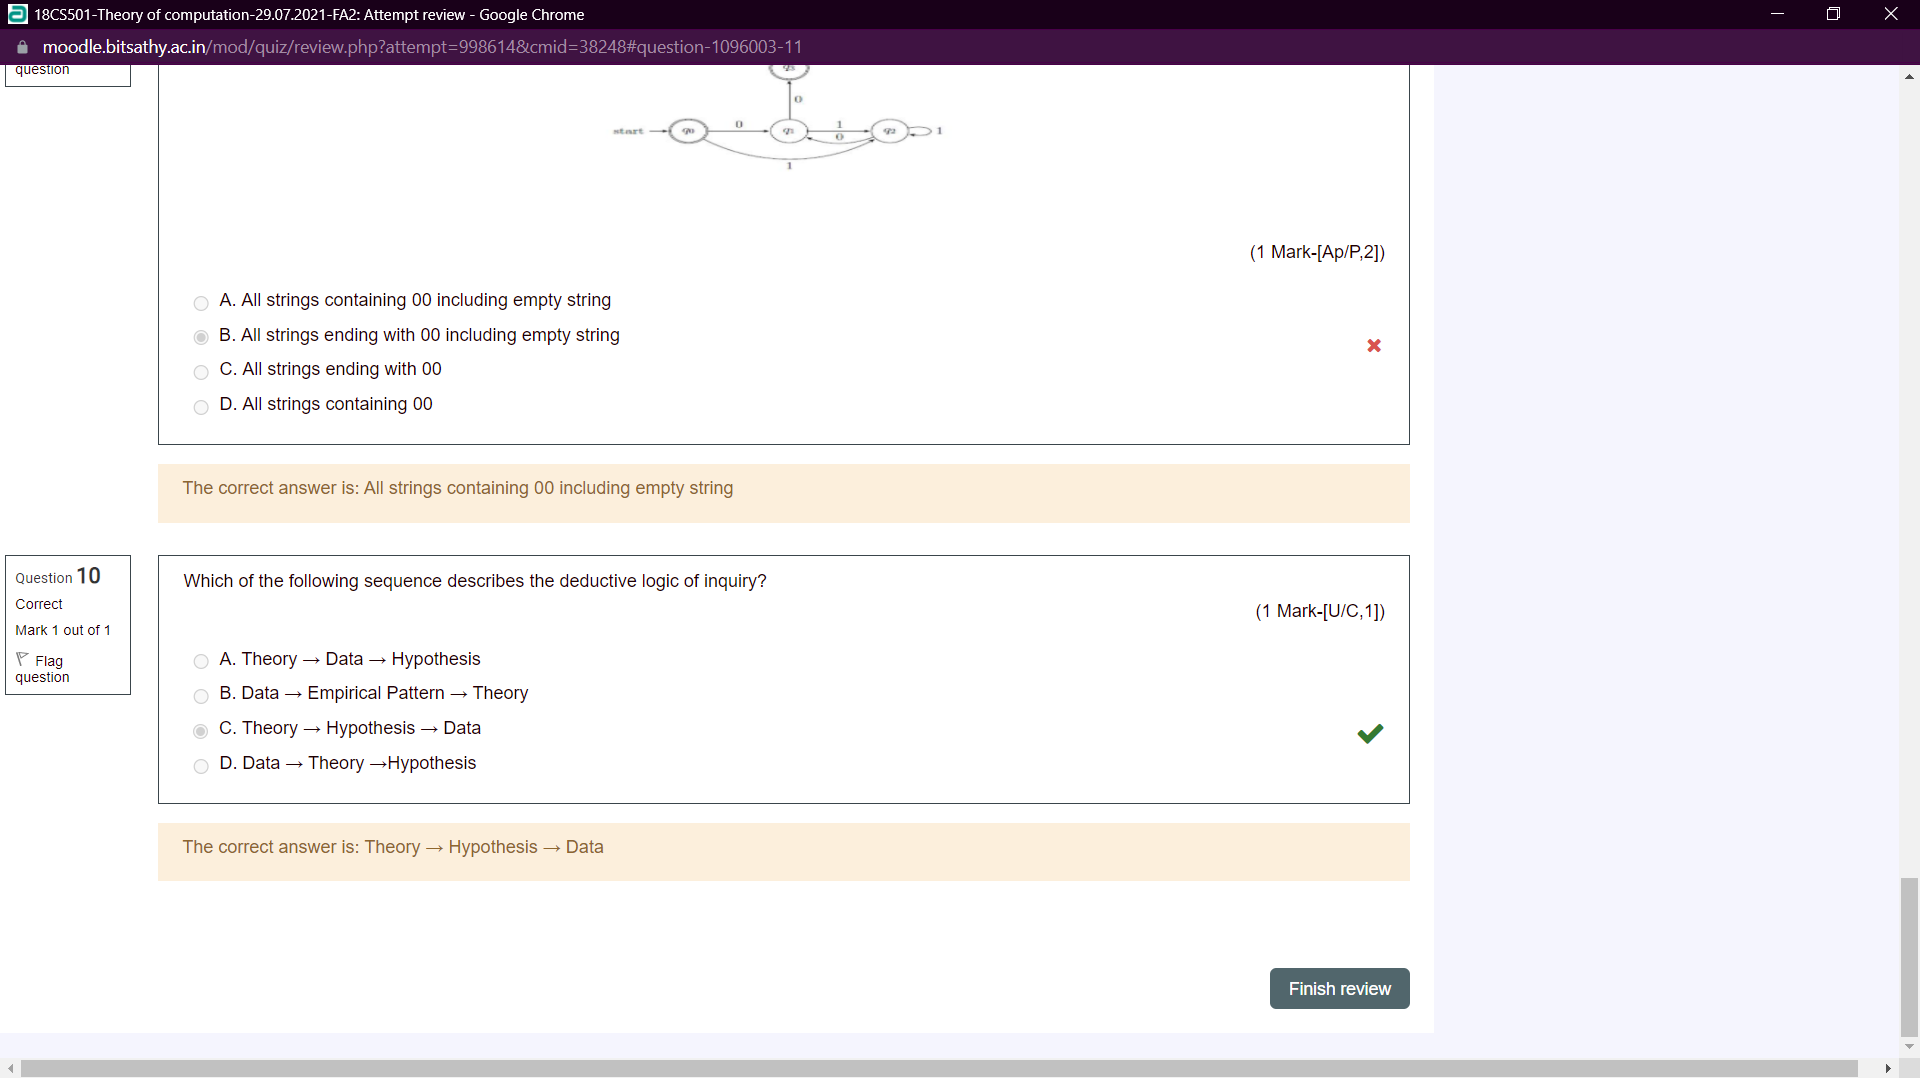 18CS501-Theory of computation-29.07.2021-FA2: Attempt review - Google Chrome
moodle.bitsathy.ac.in/mod/quiz/review.php?attempt=998614&cmid=38248#question-1096003-11
question
q3
0
start q0 0 q1 1 0 q2 1
1
(1 Mark-[Ap/P,2])
A. All strings containing 00 including empty string
B. All strings ending with 00 including empty string
C. All strings ending with 00
D. All strings containing 00
The correct answer is: All strings containing 00 including empty string
Question 10
Correct
Mark 1 out of 1
Flag
question
Which of the following sequence describes the deductive logic of inquiry?
(1 Mark-[U/C,1])
A. Theory → Data → Hypothesis
B. Data → Empirical Pattern → Theory
C. Theory → Hypothesis → Data
D. Data → Theory →Hypothesis
The correct answer is: Theory → Hypothesis → Data
Finish review